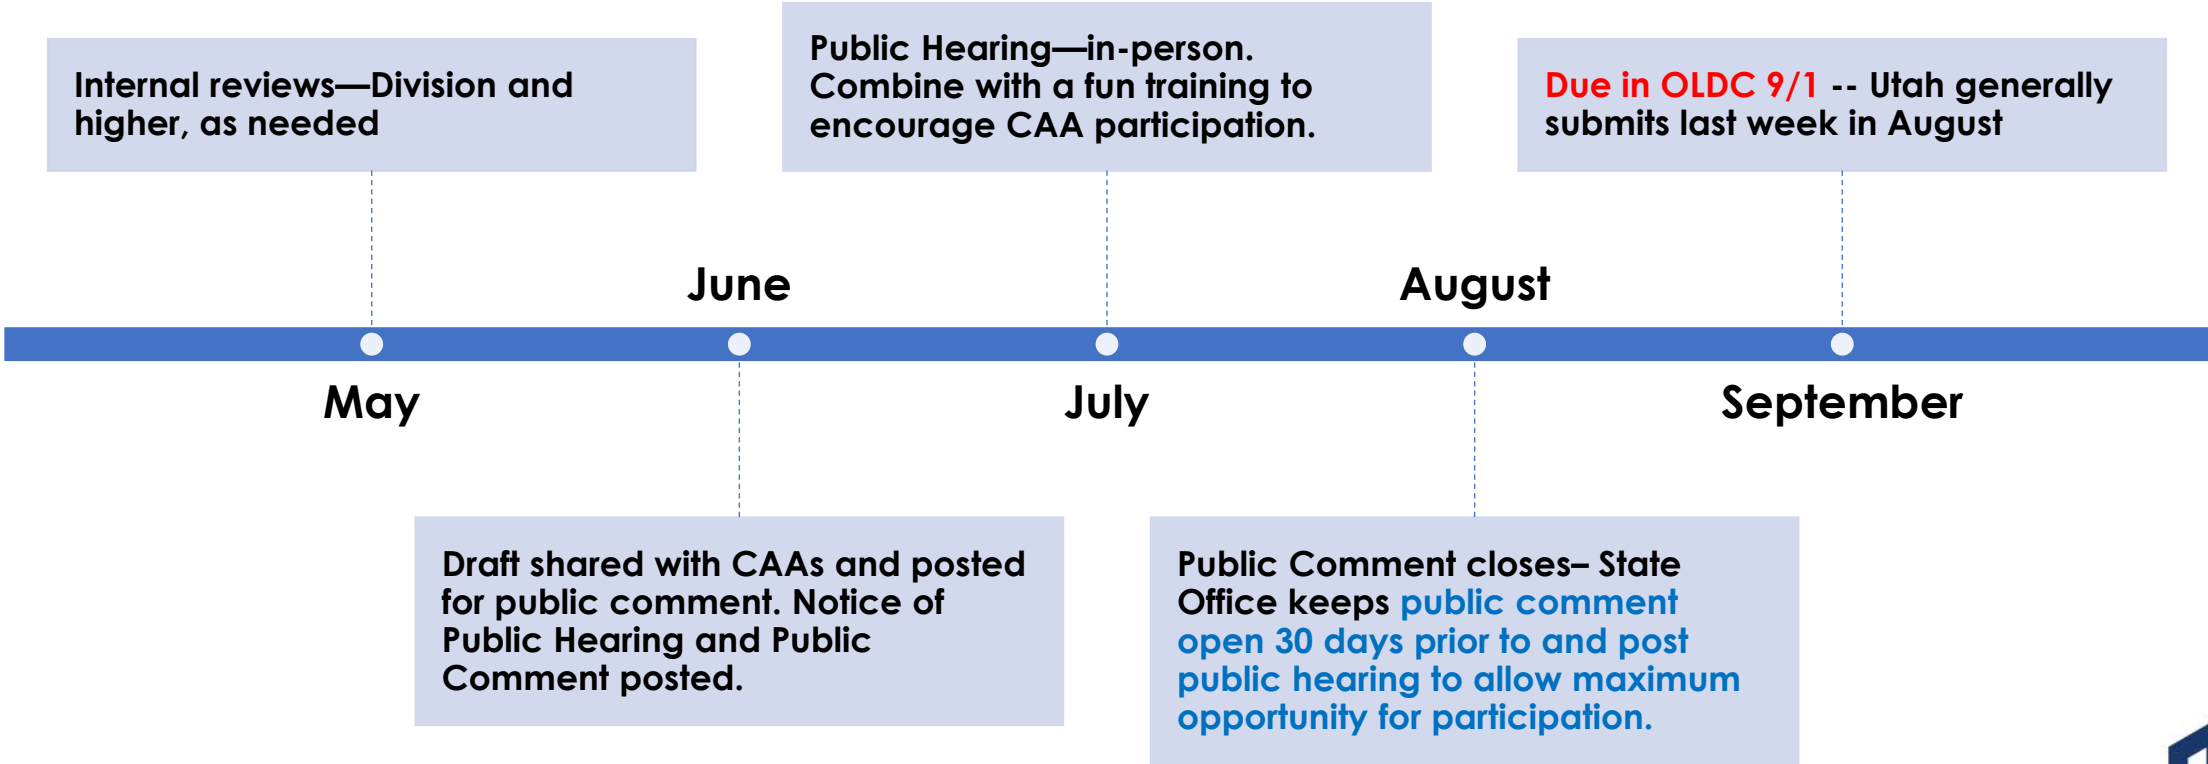 Internal reviews—Division and
higher, as needed
Public Hearing—in-person.
Combine with a fun training to
encourage CAA participation.
Due in OLDC 9/1 -- Utah generally
submits last week in August
June
August
May
July
September
Draft shared with CAAs and posted
for public comment. Notice of
Public Hearing and Public
Comment posted.
Public Comment closes– State
Office keeps public comment
open 30 days prior to and post
public hearing to allow maximum
opportunity for participation.